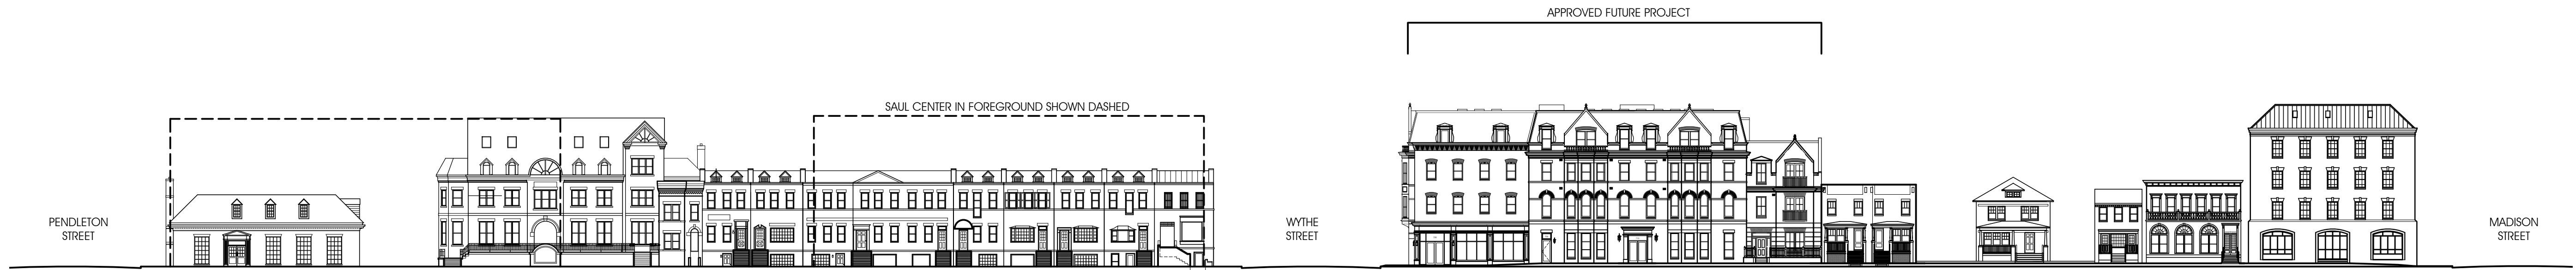 APPROVED FUTURE PROJECT
SAUL CENTER IN FOREGROUND SHOWN DASHED
PENDLETON
STREET
WYTHE
STREET
MADISON
STREET